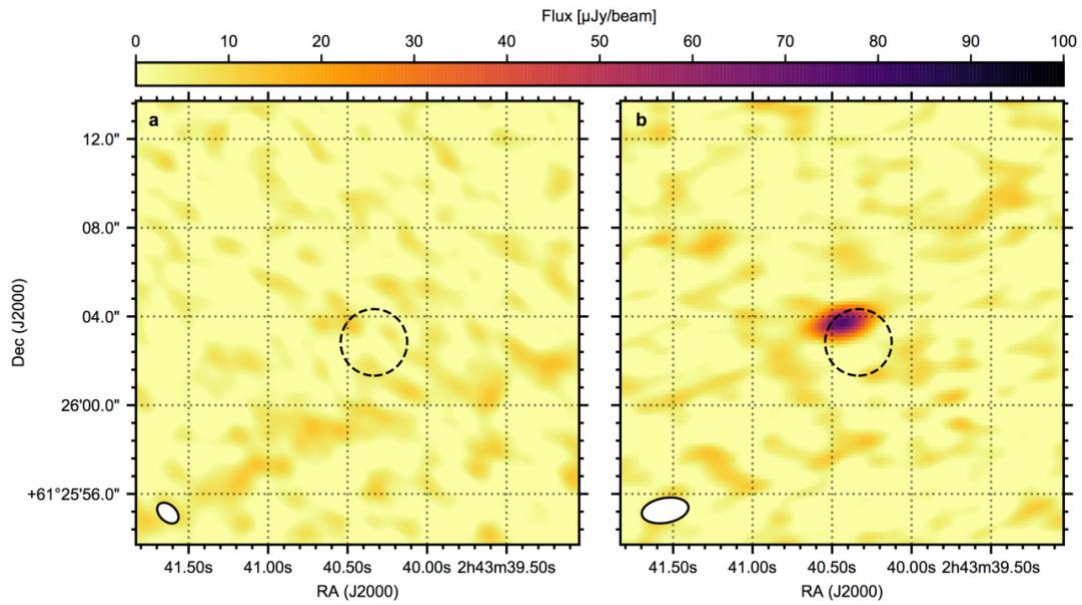 Flux [µJy/beam]
0 10 20 30 40 50 60 70 80 90 100
a
b
12.0"
08.0"
04.0"
26'00.0"
+61°25'56.0"
Dec (J2000)
41.50s 41.00s 40.50s 40.00s 2h43m39.50s
41.50s 41.00s 40.50s 40.00s 2h43m39.50s
RA (J2000)
RA (J2000)